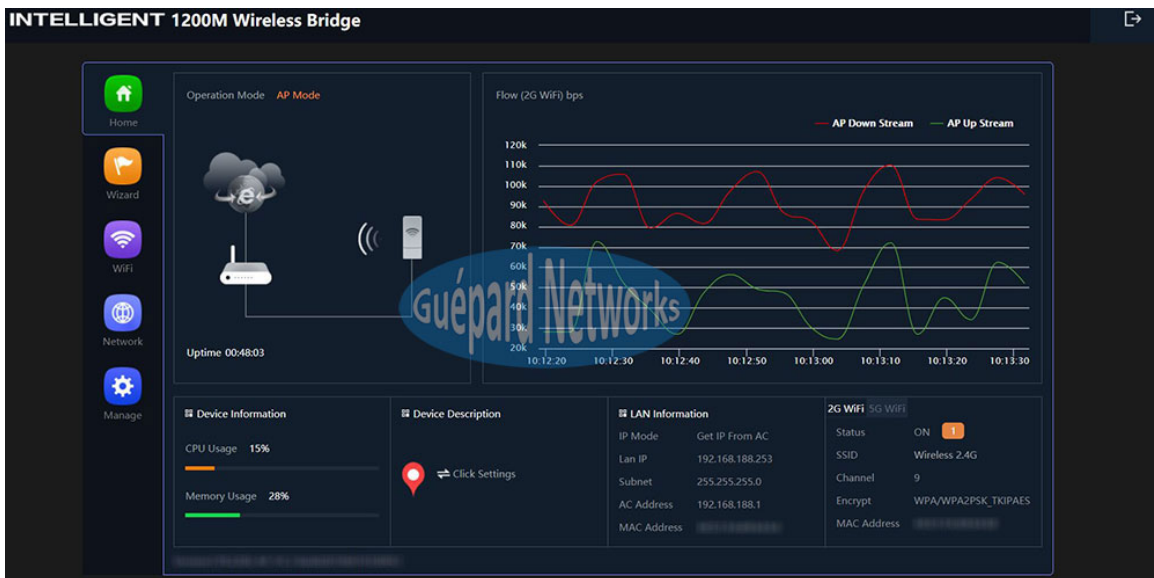 INTELLIGENT 1200M Wireless Bridge
Home
Wizard
WiFi
Network
Manage
Operation Mode AP Mode
Uptime 00:48:03
Flow (2G WiFi) bps
AP Down Stream AP Up Stream
120k
110k
100k
90k
80k
70k
60k
50k
40k
30k
20k
10:12:20 10:12:30 10:12:40 10:12:50 10:13:00 10:13:10 10:13:20 10:13:30
Guépard Networks
Device Information
CPU Usage 15%
Memory Usage 28%
Device Description
Click Settings
LAN Information
IP Mode Get IP From AC
Lan IP 192.168.188.253
Subnet 255.255.255.0
AC Address 192.168.188.1
MAC Address
2G WiFi 5G WiFi
Status ON 1
SSID Wireless 2.4G
Channel 9
Encrypt WPA/WPA2PSK_TKIPAES
MAC Address